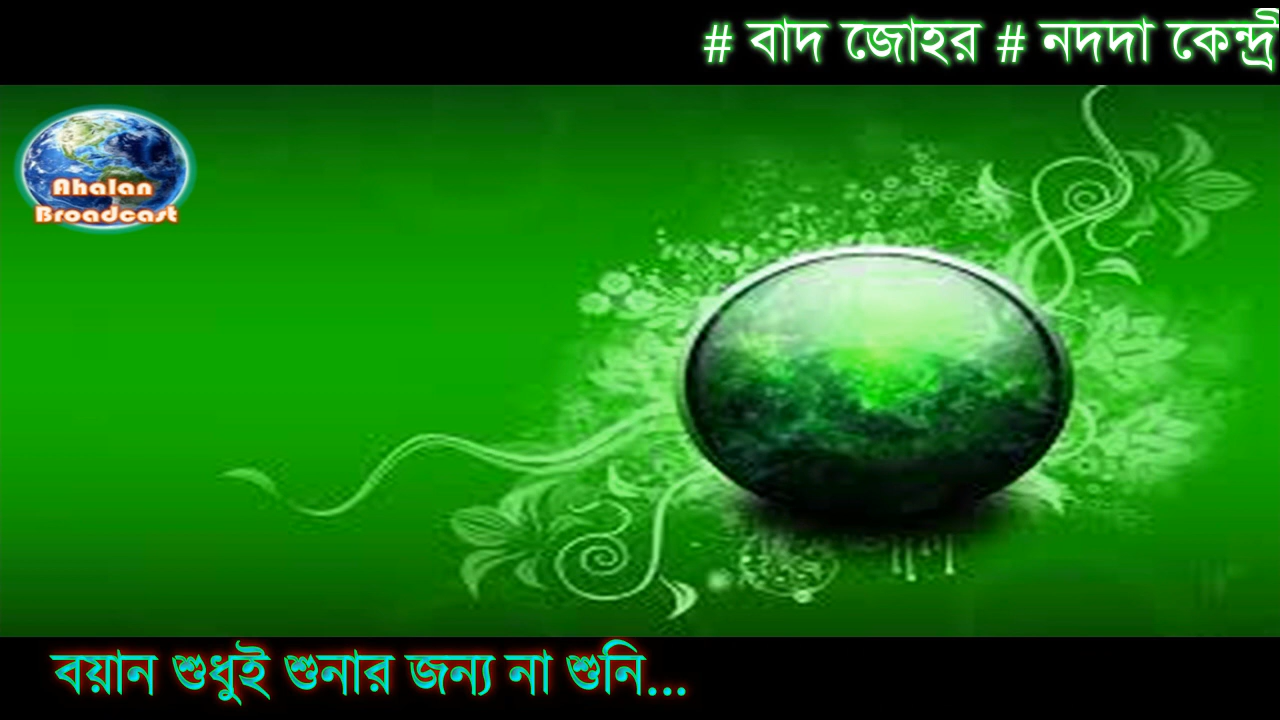 # বাদ জোহর # নদদা কেন্দ্রী
Ahalan
Broadcast
বয়ান শুধুই শুনার জন্য না শুনি...